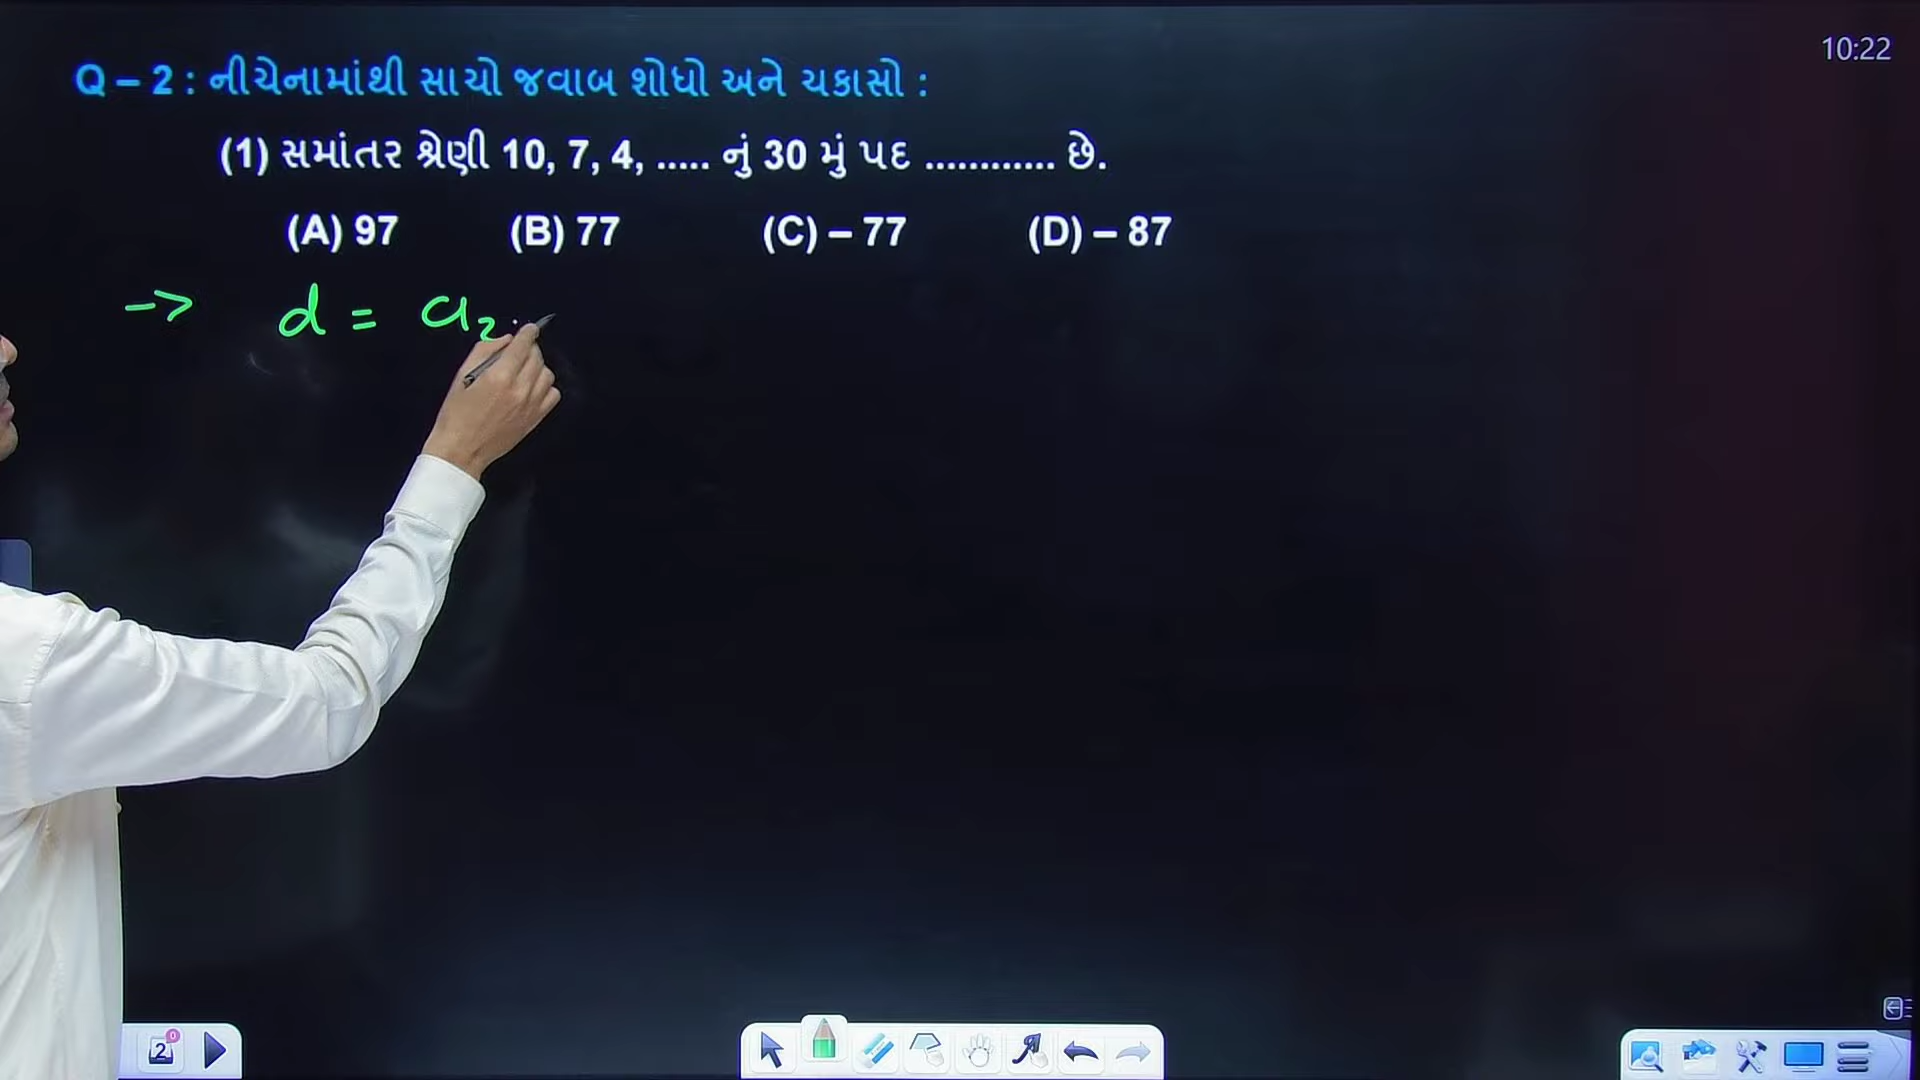 10:22
Q – 2 : નીચેનામાંથી સાચો જવાબ શોધો અને ચકાસો :
(1) સમાંતર શ્રેણી 10, 7, 4, ..... નું 30 મું પદ ............ છે.
(A) 97 (B) 77 (C) – 77 (D) – 87
-> d = a₂
2 0